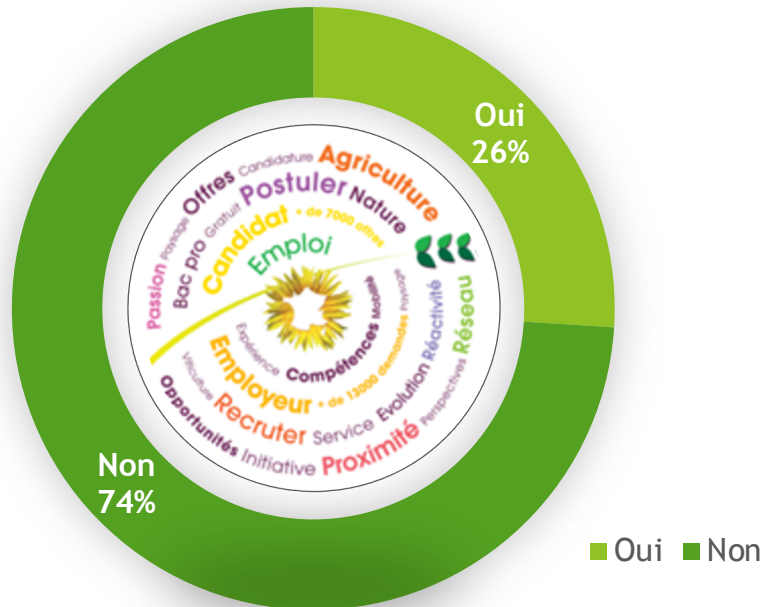 Oui
26%
Passion Paysage Offres Candidature Agriculture
Bac pro Gratuit Postuler Nature
Candidat + de 7000 offres
Emploi
Expérience Compétences Mobilité
Employeur + de 13000 demandes Paysage
Viticulture Recruter Service Evolution Réactivité
Opportunités Initiative Proximité Perspectives Réseau
Non
74%
Oui Non